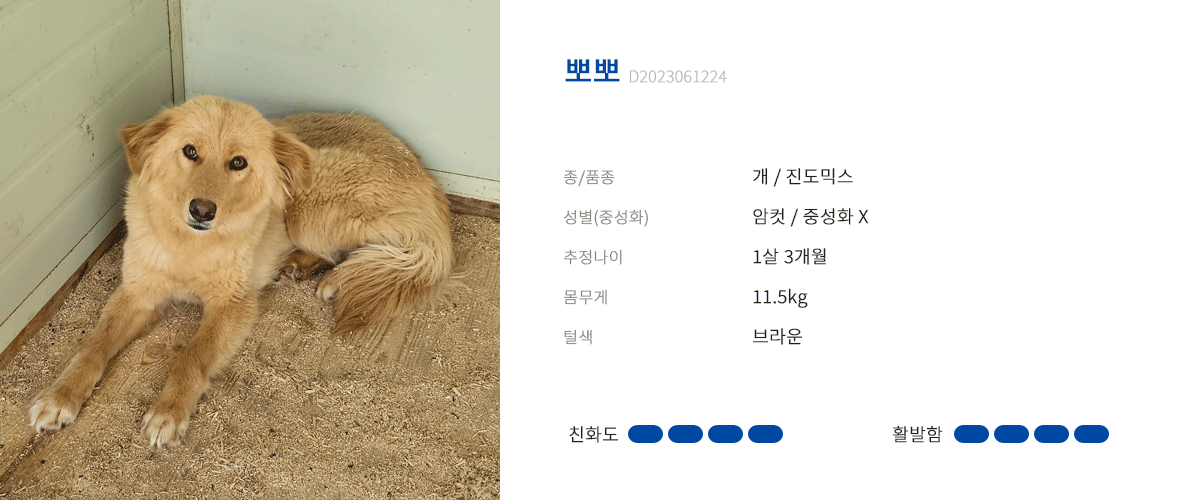 뽀뽀 D2023061224
종/품종 개 / 진도믹스
성별(중성화) 암컷 / 중성화 X
추정나이 1살 3개월
몸무게 11.5kg
털색 브라운
친화도 활발함